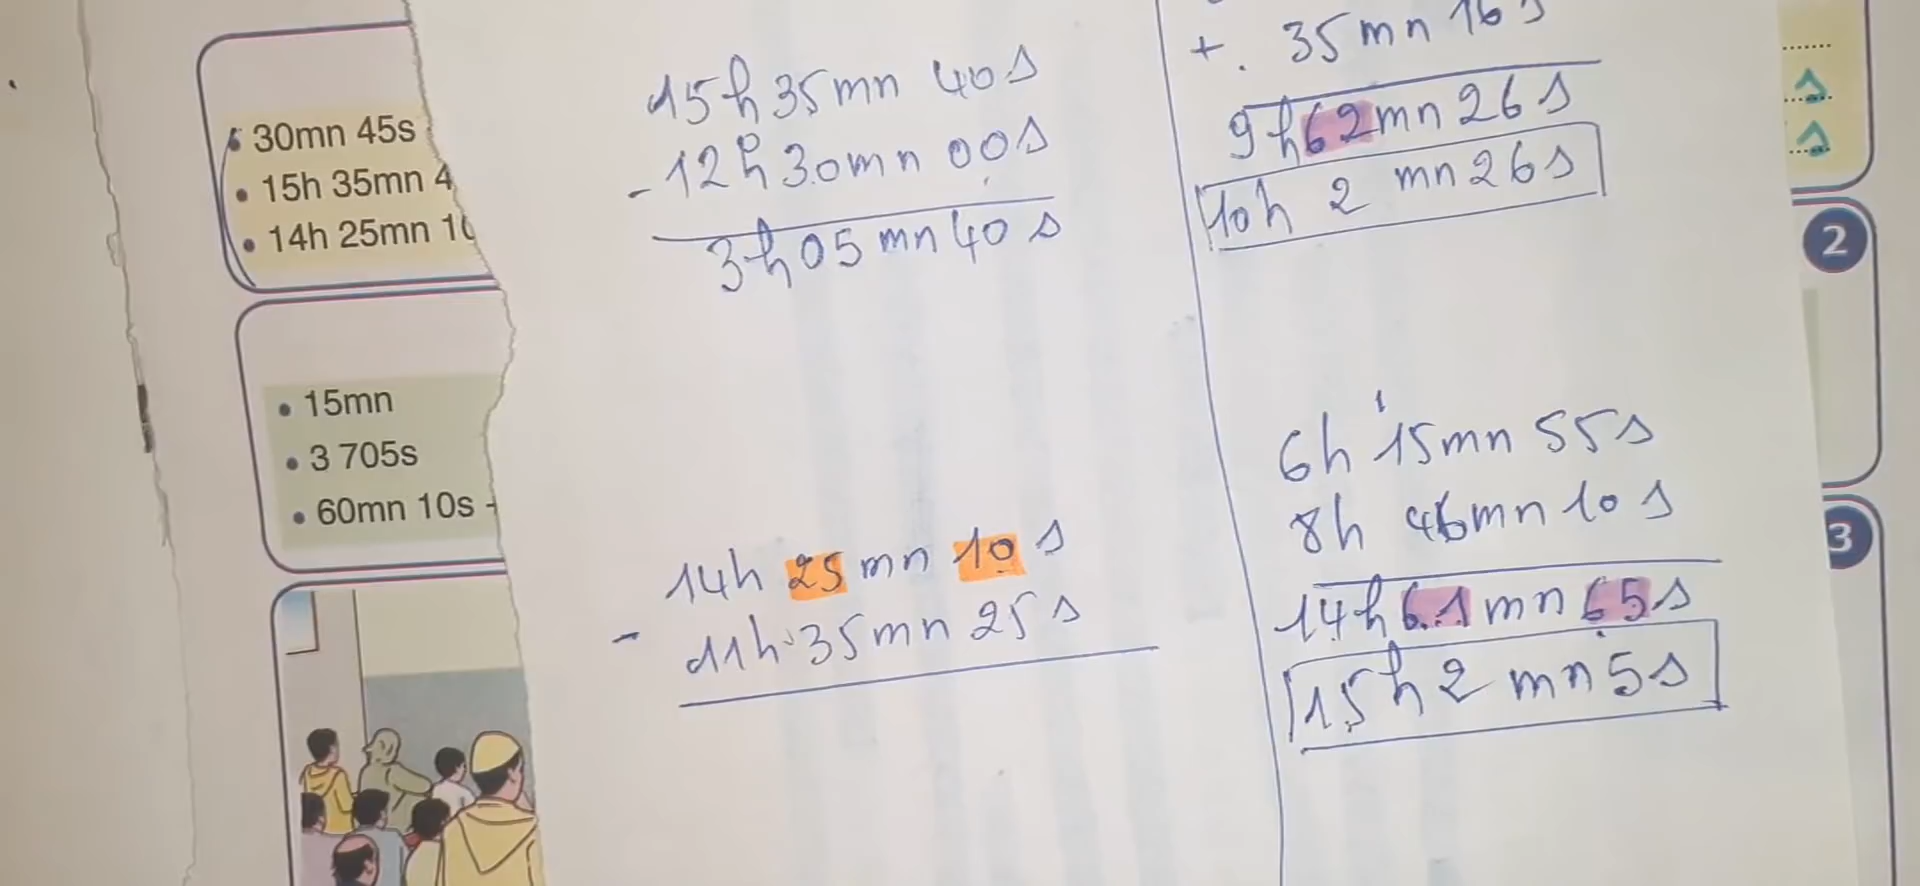 30mn 45s
15h 35mn 4
14h 25mn 10
15mn
3 705s
60mn 10s
15h 35mn 40s
-12h 30mn 00s
3h 05mn 40s
14h 25mn 10s
- 11h 35mn 25s
+. 35mn 16s
9h 62mn 26s
10h 2 mn 26s
6h 15mn 55s
8h 46mn 10s
14h 61mn 65s
15h 2 mn 5s
2
3